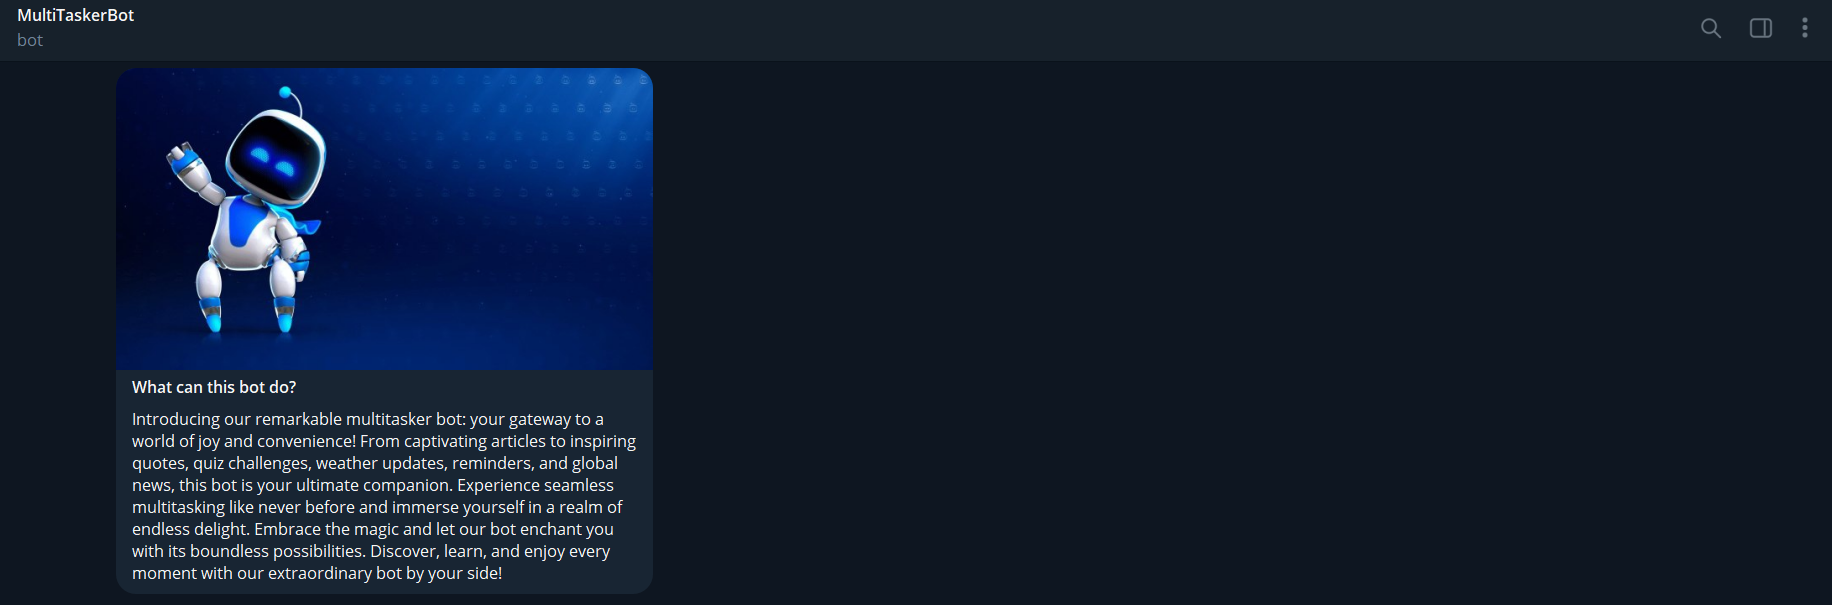 MultiTaskerBot
bot
What can this bot do?
Introducing our remarkable multitasker bot: your gateway to a
world of joy and convenience! From captivating articles to inspiring
quotes, quiz challenges, weather updates, reminders, and global
news, this bot is your ultimate companion. Experience seamless
multitasking like never before and immerse yourself in a realm of
endless delight. Embrace the magic and let our bot enchant you
with its boundless possibilities. Discover, learn, and enjoy every
moment with our extraordinary bot by your side!